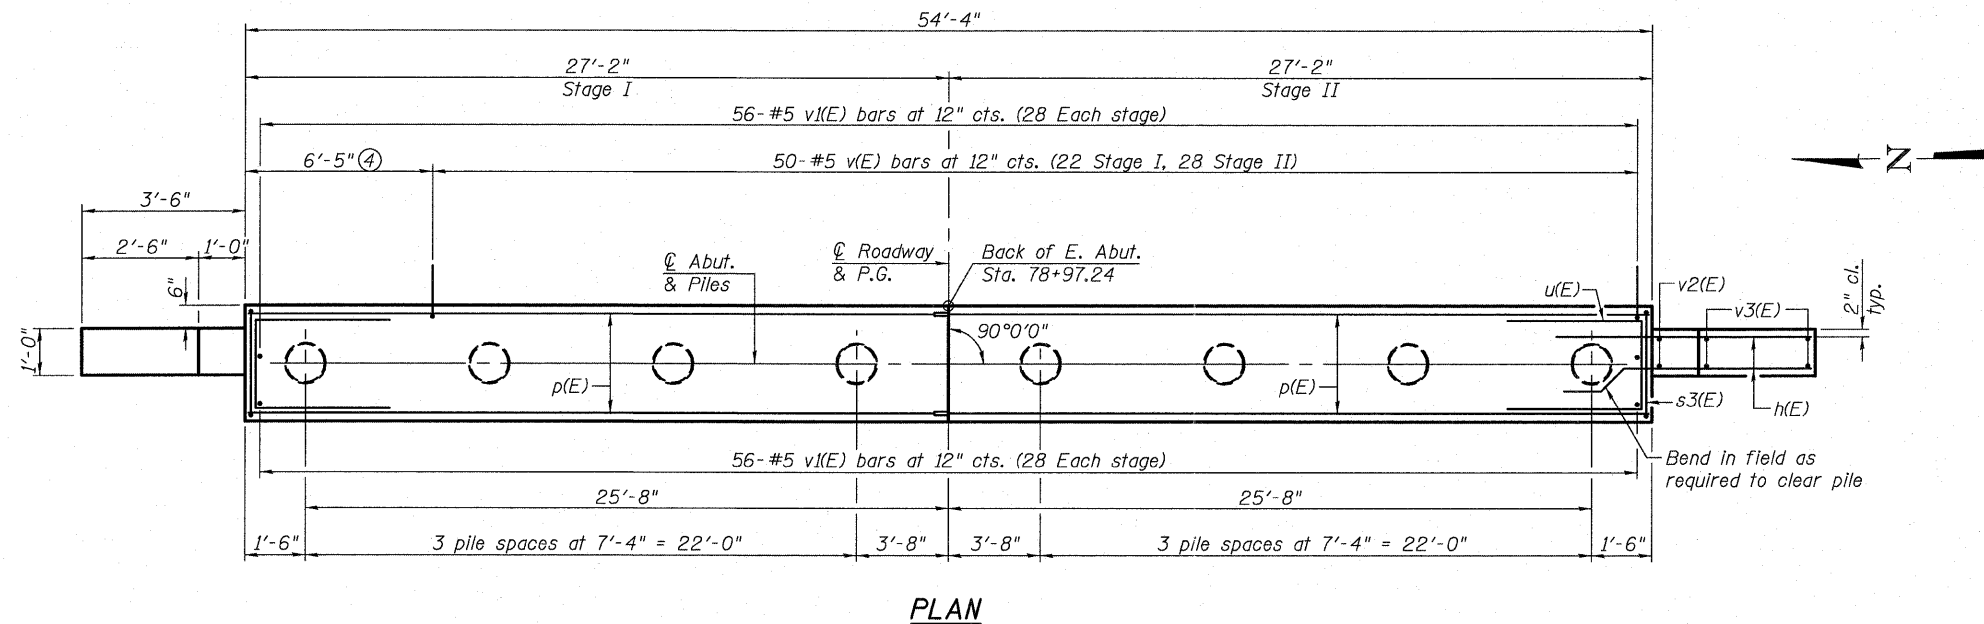 54'-4"
27'-2"
Stage I
27'-2"
Stage II
56-#5 v1(E) bars at 12" cts. (28 Each stage)
6'-5" ④
50-#5 v(E) bars at 12" cts. (22 Stage I, 28 Stage II)
N
3'-6"
2'-6"
1'-0"
6"
1'-0"
℄ Abut.
& Piles
℄ Roadway
& P.G.
Back of E. Abut.
Sta. 78+97.24
90°0'0"
u(E)
v2(E)
v3(E)
2" cl.
typ.
p(E)
p(E)
s3(E)
h(E)
56-#5 v1(E) bars at 12" cts. (28 Each stage)
Bend in field as
required to clear pile
25'-8"
25'-8"
1'-6"
3 pile spaces at 7'-4" = 22'-0"
3'-8"
3'-8"
3 pile spaces at 7'-4" = 22'-0"
1'-6"
PLAN